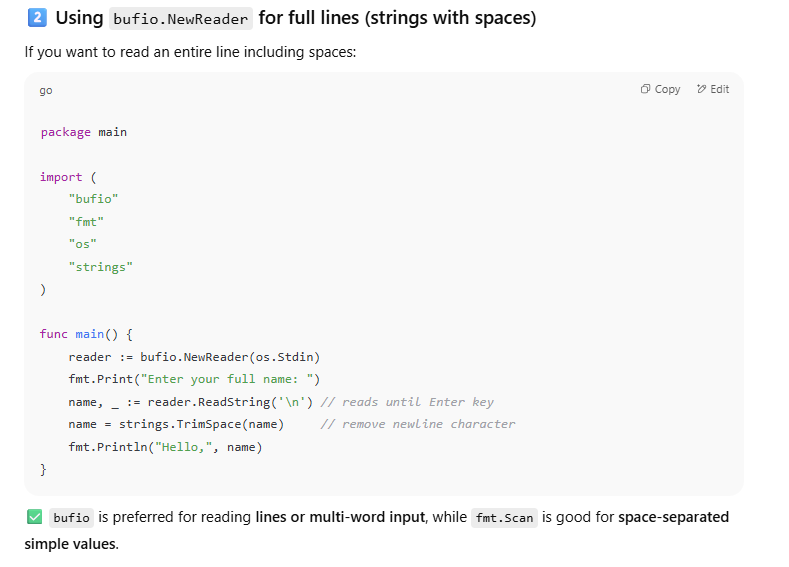 2️⃣ Using bufio.NewReader for full lines (strings with spaces)
If you want to read an entire line including spaces:
go Copy Edit
package main

import (
    "bufio"
    "fmt"
    "os"
    "strings"
)

func main() {
    reader := bufio.NewReader(os.Stdin)
    fmt.Print("Enter your full name: ")
    name, _ := reader.ReadString('\n') // reads until Enter key
    name = strings.TrimSpace(name)     // remove newline character
    fmt.Println("Hello,", name)
}
✅ bufio is preferred for reading lines or multi-word input, while fmt.Scan is good for space-separated
simple values.